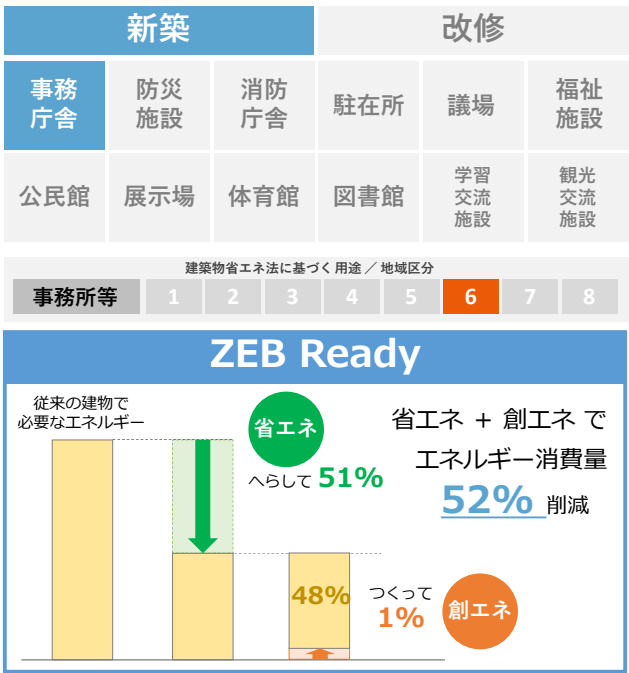 新築
改修
事務
庁舎
防災
施設
消防
庁舎
駐在所
議場
福祉
施設
公民館
展示場
体育館
図書館
学習
交流
施設
観光
交流
施設
建築物省エネ法に基づく用途／地域区分
事務所等 1 2 3 4 5 6 7 8
ZEB Ready
従来の建物で
必要なエネルギー
省エネ
へらして 51%
省エネ + 創エネ で
エネルギー消費量
52% 削減
48%
つくって
1%
創エネ